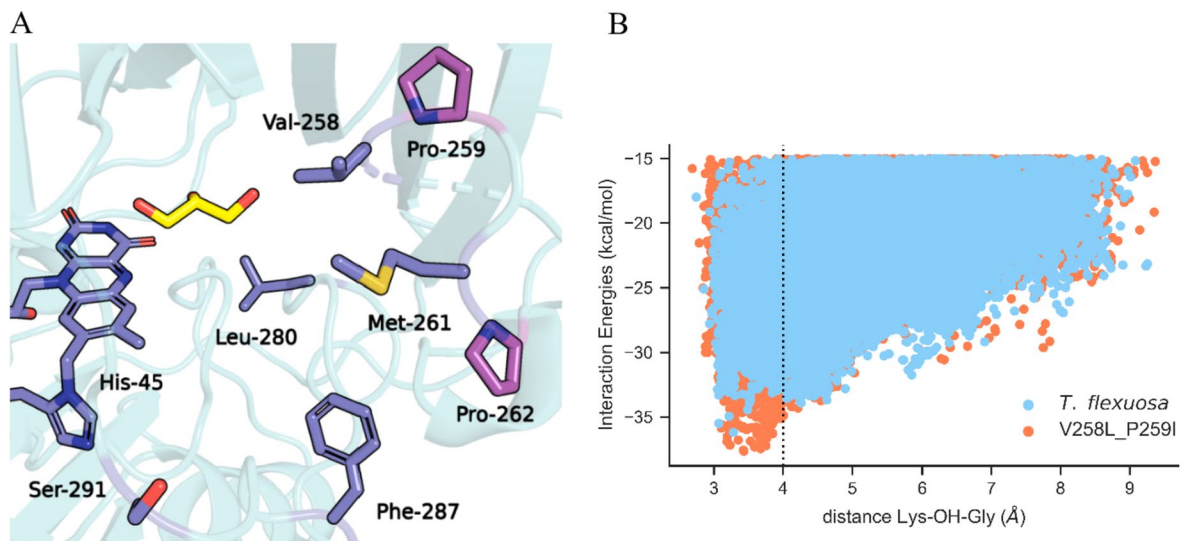 A
Val-258
Pro-259
Leu-280
Met-261
His-45
Pro-262
Ser-291
Phe-287
B
Interaction Energies (kcal/mol)
−15
−20
−25
−30
−35
T. flexuosa
V258L_P259I
3 4 5 6 7 8 9
distance Lys-OH-Gly (Å)